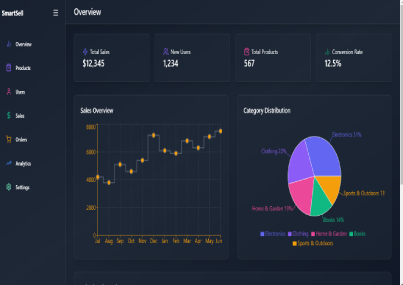 SmartSell
Overview
Products
Users
Sales
Orders
Analytics
Settings
Overview
Total Sales
$12,345
New Users
1,234
Total Products
567
Conversion Rate
12.5%
Sales Overview
8000
6000
4000
2000
0
Jul Aug Sep Oct Nov Dec Jan Feb Mar Apr May Jun
Category Distribution
Electronics 31%
Clothing 23%
Home & Garden 19%
Books 14%
Sports & Outdoors 13
Electronics Clothing Home & Garden Books
Sports & Outdoors